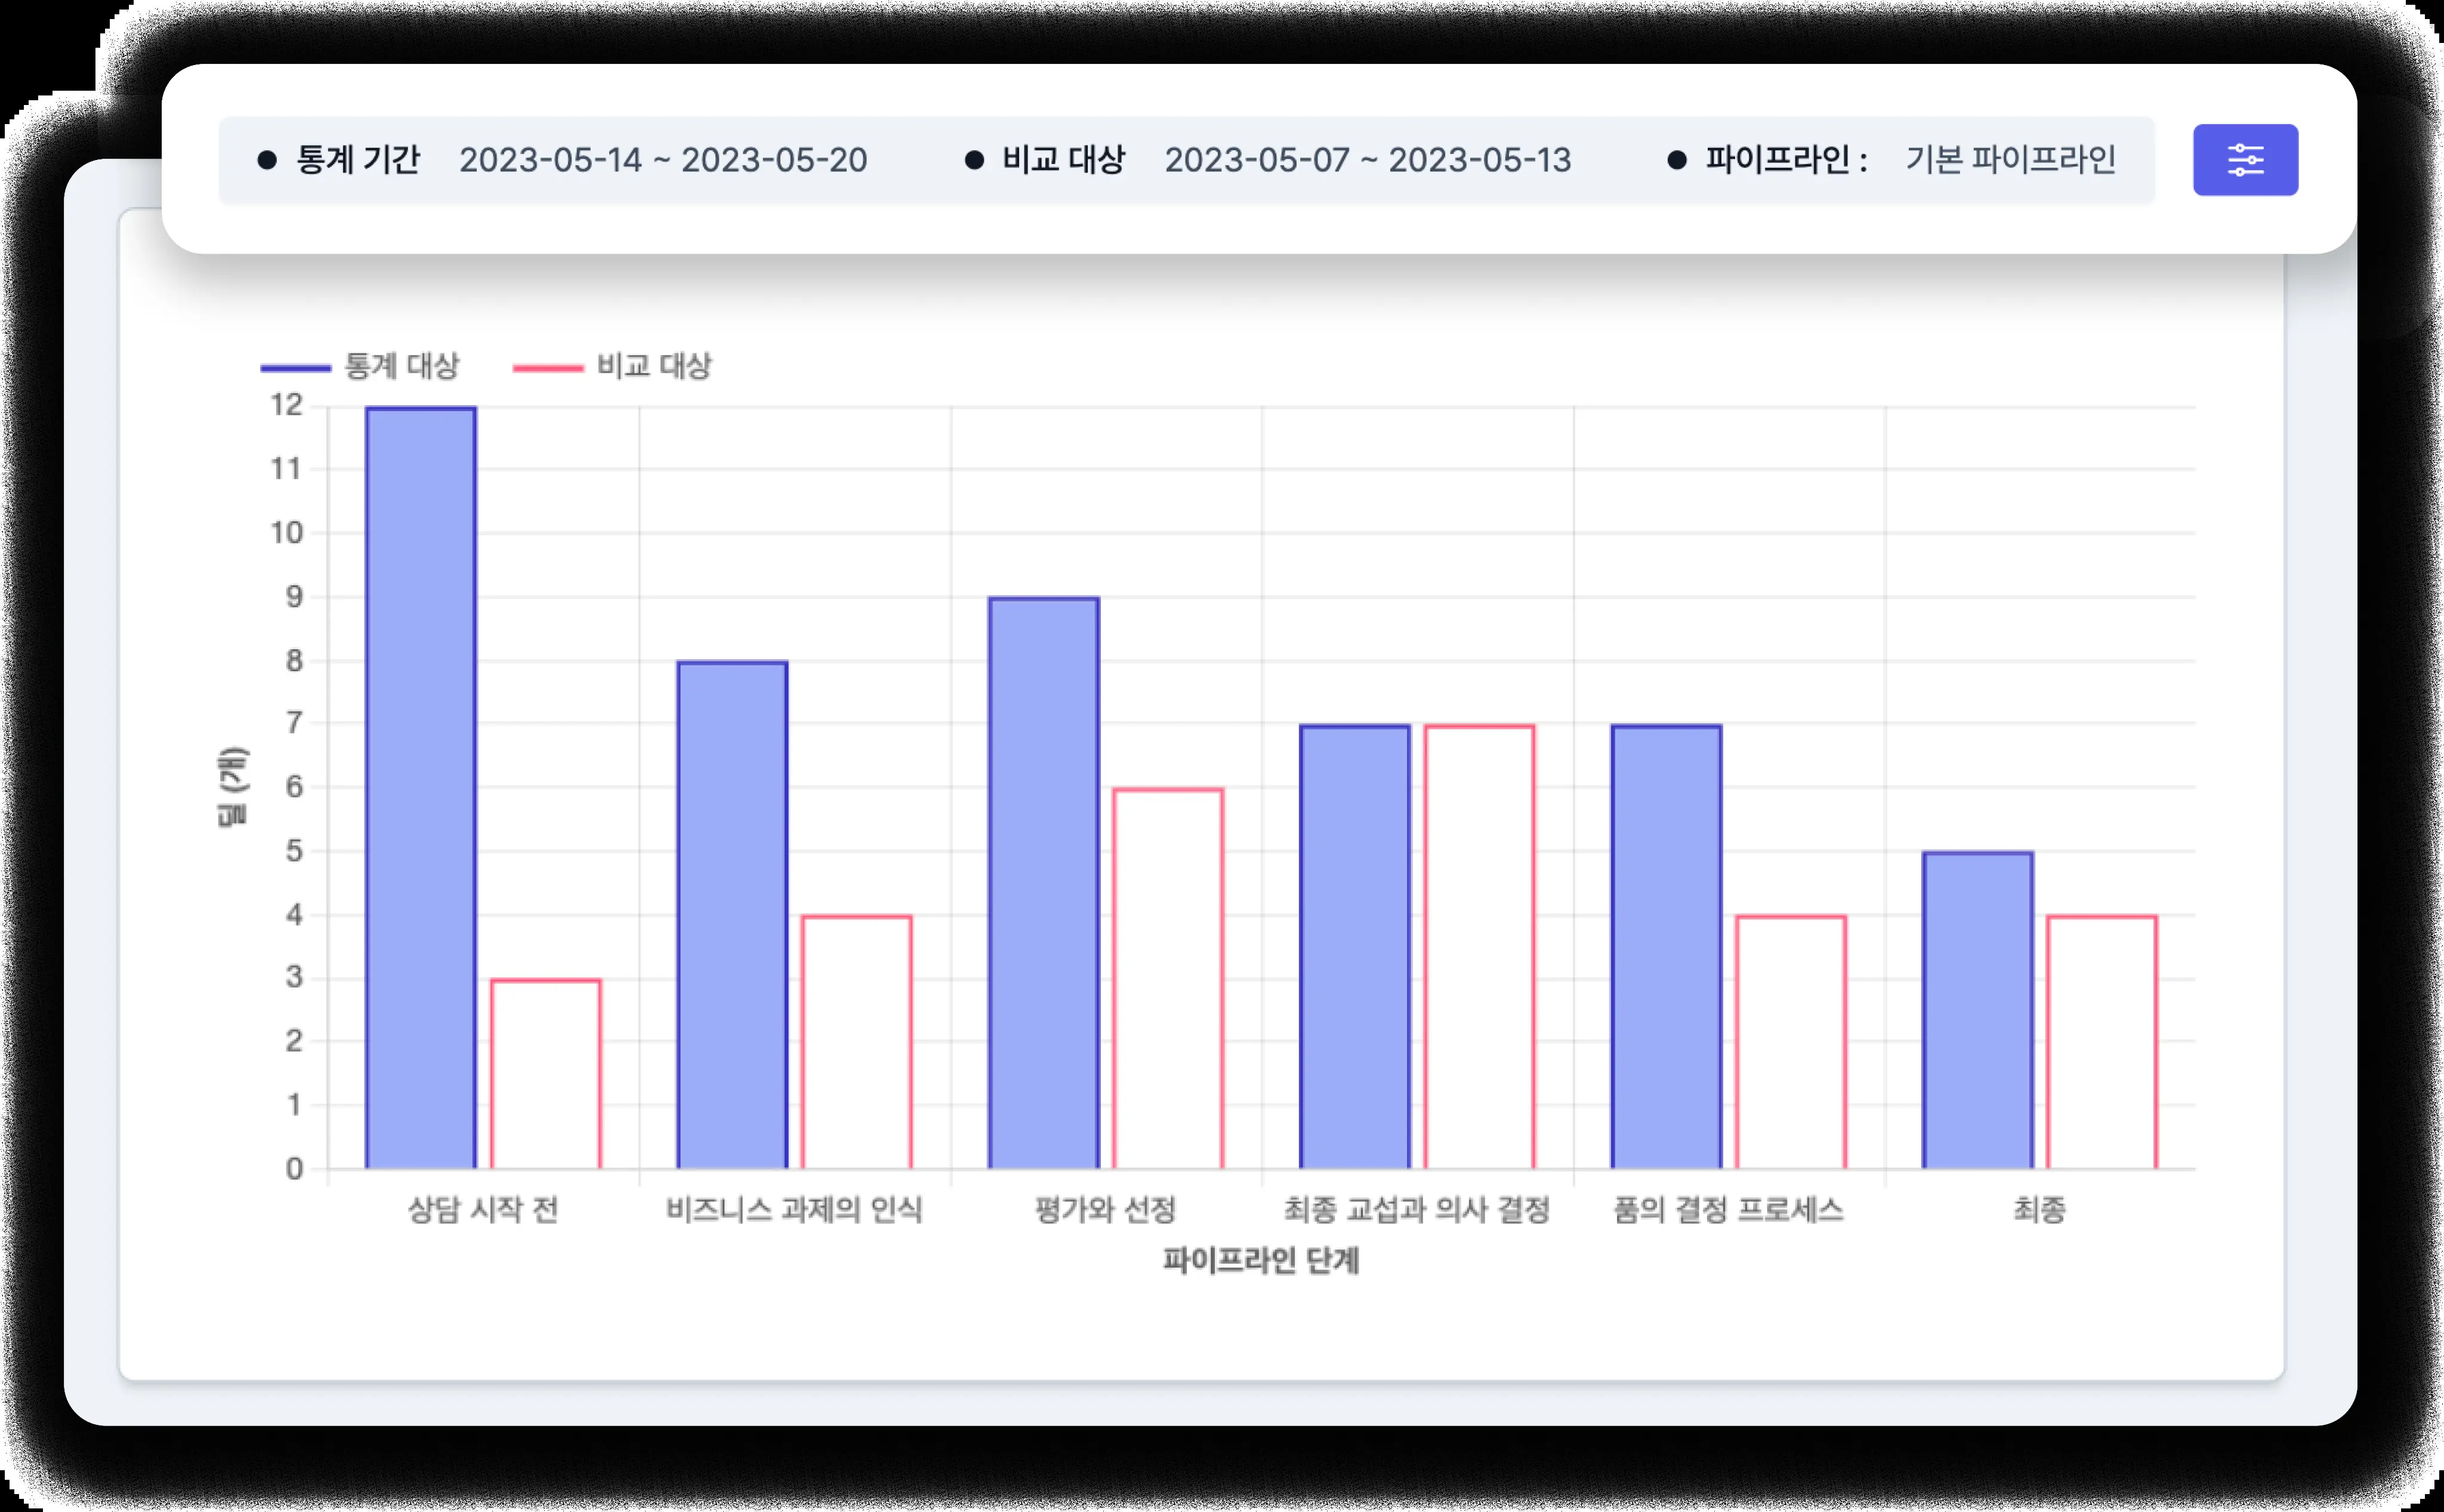 통계 기간 2023-05-14 ~ 2023-05-20 비교 대상 2023-05-07 ~ 2023-05-13 파이프라인 : 기본 파이프라인
통계 대상 비교 대상
12
11
10
9
8
7
6
5
4
3
2
1
0
딜 (개)
상담 시작 전 비즈니스 과제의 인식 평가와 선정 최종 교섭과 의사 결정 품의 결정 프로세스 최종
파이프라인 단계